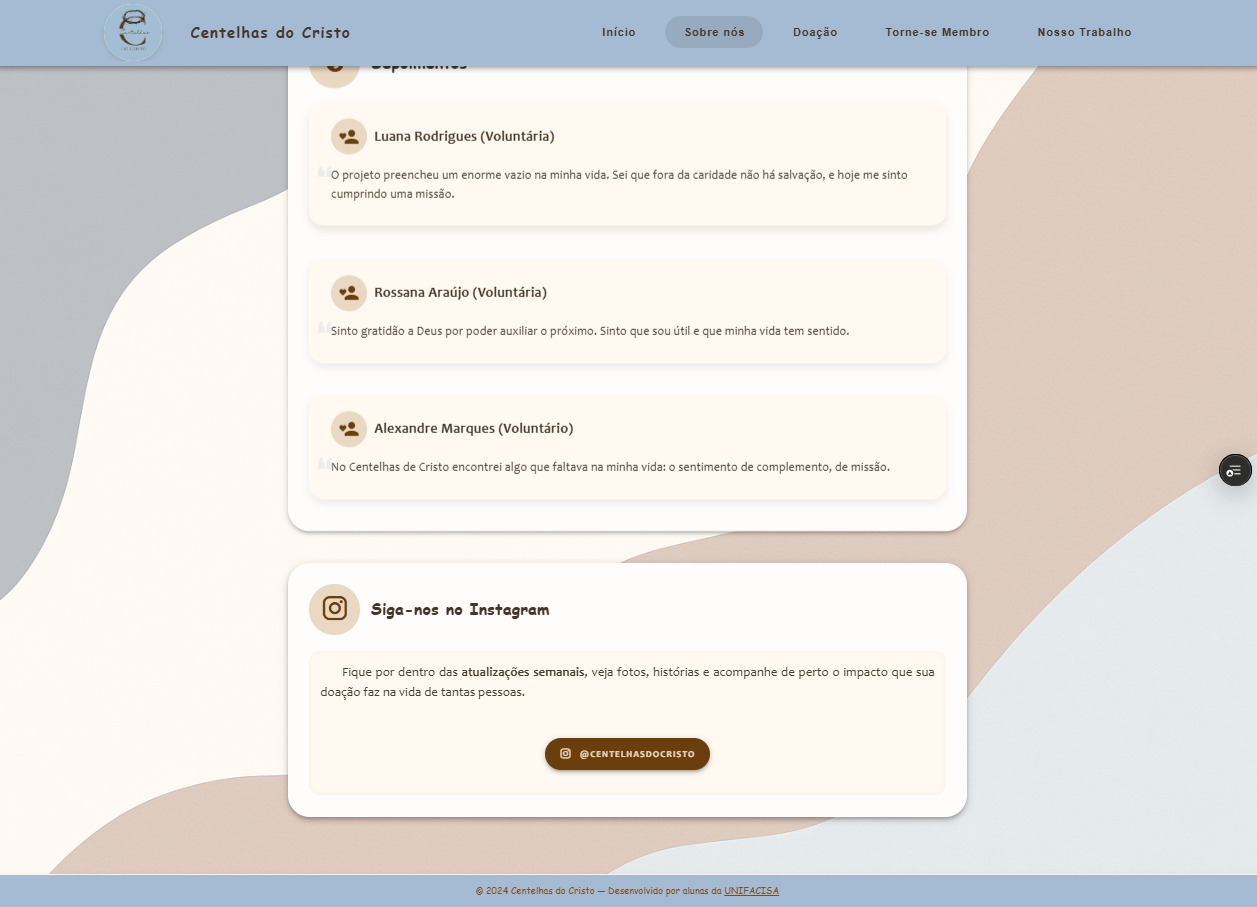 Centelhas do Cristo
Início
Sobre nós
Doação
Torne-se Membro
Nosso Trabalho
Depoimentos
Luana Rodrigues (Voluntária)
O projeto preencheu um enorme vazio na minha vida. Sei que fora da caridade não há salvação, e hoje me sinto
cumprindo uma missão.
Rossana Araújo (Voluntária)
Sinto gratidão a Deus por poder auxiliar o próximo. Sinto que sou útil e que minha vida tem sentido.
Alexandre Marques (Voluntário)
No Centelhas de Cristo encontrei algo que faltava na minha vida: o sentimento de complemento, de missão.
Siga-nos no Instagram
Fique por dentro das atualizações semanais, veja fotos, histórias e acompanhe de perto o impacto que sua
doação faz na vida de tantas pessoas.
@CENTELHASDOCRISTO
© 2024 Centelhas do Cristo — Desenvolvido por alunas da UNIFACISA